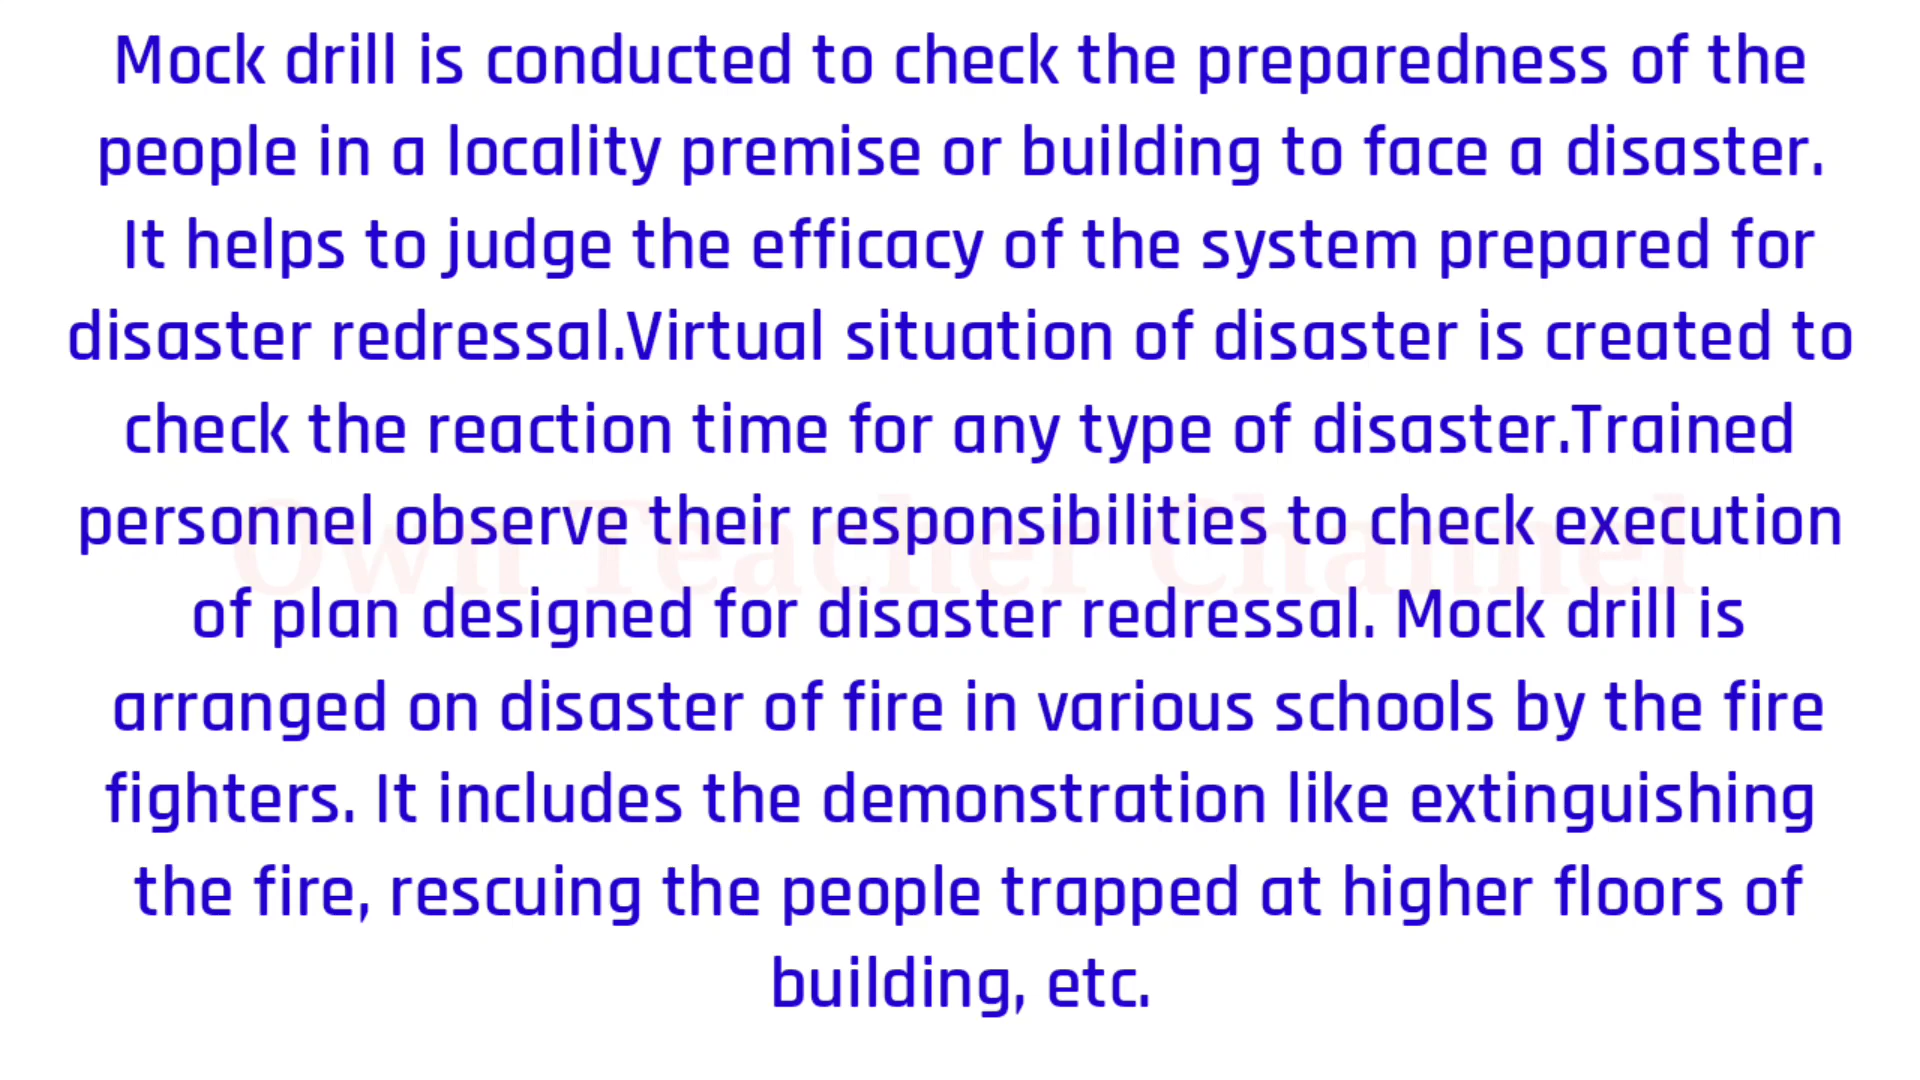 Mock drill is conducted to check the preparedness of the
people in a locality premise or building to face a disaster.
It helps to judge the efficacy of the system prepared for
disaster redressal.Virtual situation of disaster is created to
check the reaction time for any type of disaster.Trained
personnel observe their responsibilities to check execution
Own Teacher Channel
of plan designed for disaster redressal. Mock drill is
arranged on disaster of fire in various schools by the fire
fighters. It includes the demonstration like extinguishing
the fire, rescuing the people trapped at higher floors of
building, etc.